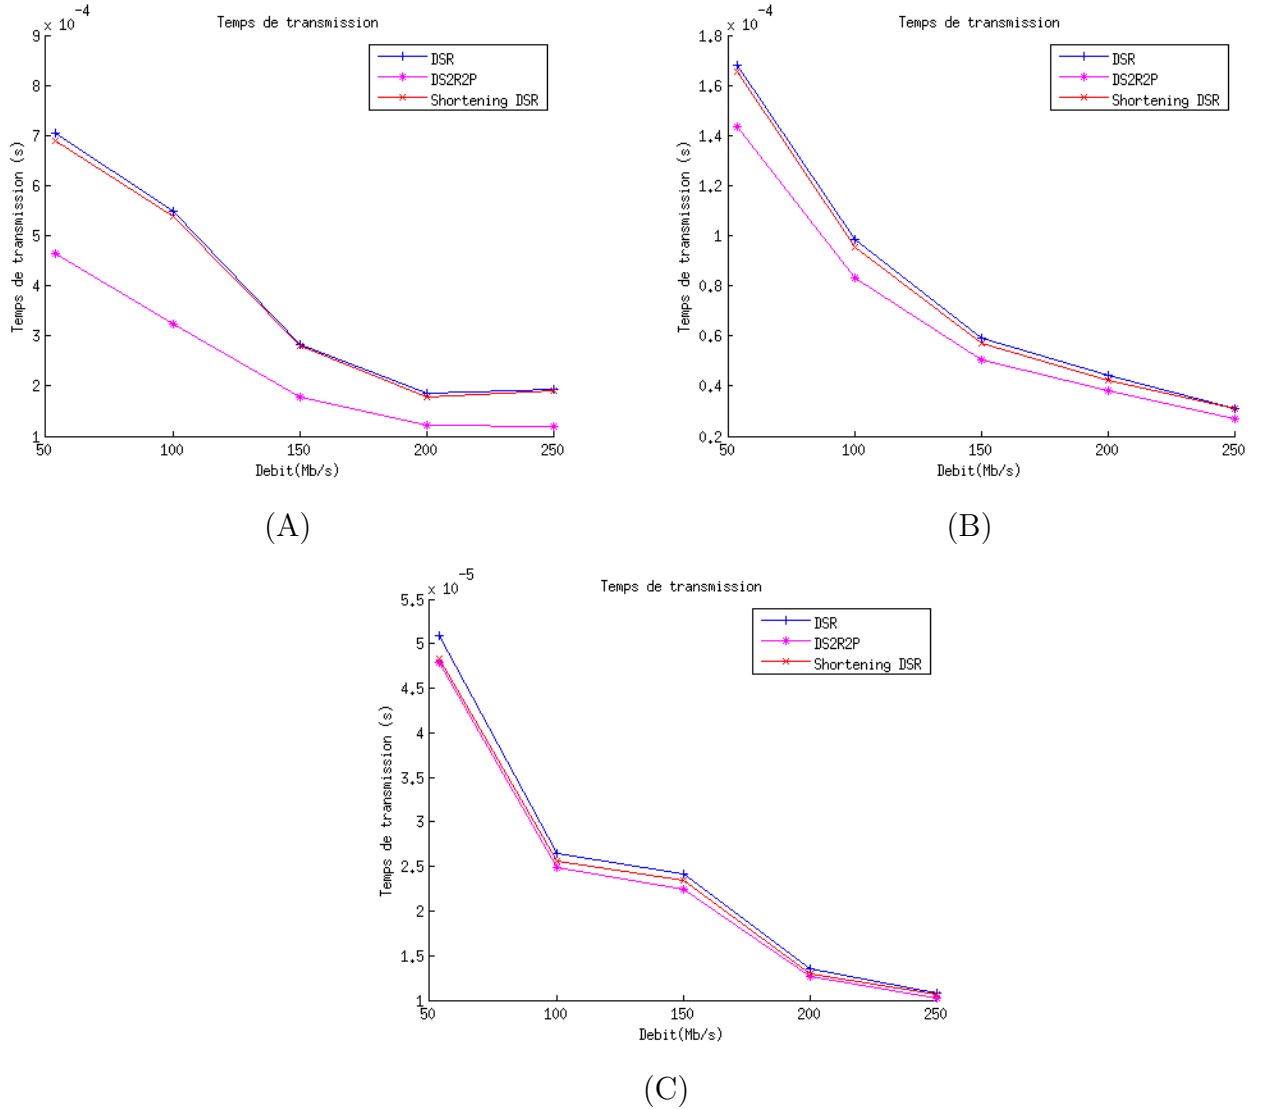 × 10^-4
Temps de transmission
DSR
DS2R2P
Shortening DSR
Temps de transmission (s)
9
8
7
6
5
4
3
2
1
50 100 150 200 250
Debit(Mb/s)
(A)
× 10^-4
Temps de transmission
DSR
DS2R2P
Shortening DSR
Temps de transmission (s)
1.8
1.6
1.4
1.2
1
0.8
0.6
0.4
0.2
50 100 150 200 250
Debit(Mb/s)
(B)
× 10^-5
Temps de transmission
DSR
DS2R2P
Shortening DSR
Temps de transmission (s)
5.5
5
4.5
4
3.5
3
2.5
2
1.5
1
50 100 150 200 250
Debit(Mb/s)
(C)